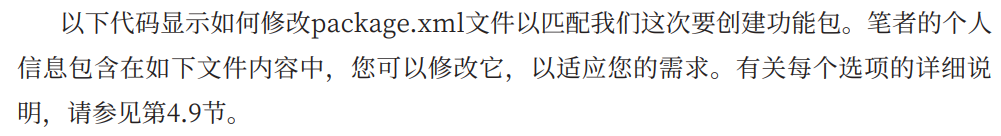 以下代码显示如何修改package.xml文件以匹配我们这次要创建功能包。笔者的个人
信息包含在如下文件内容中，您可以修改它，以适应您的需求。有关每个选项的详细说
明，请参见第4.9节。